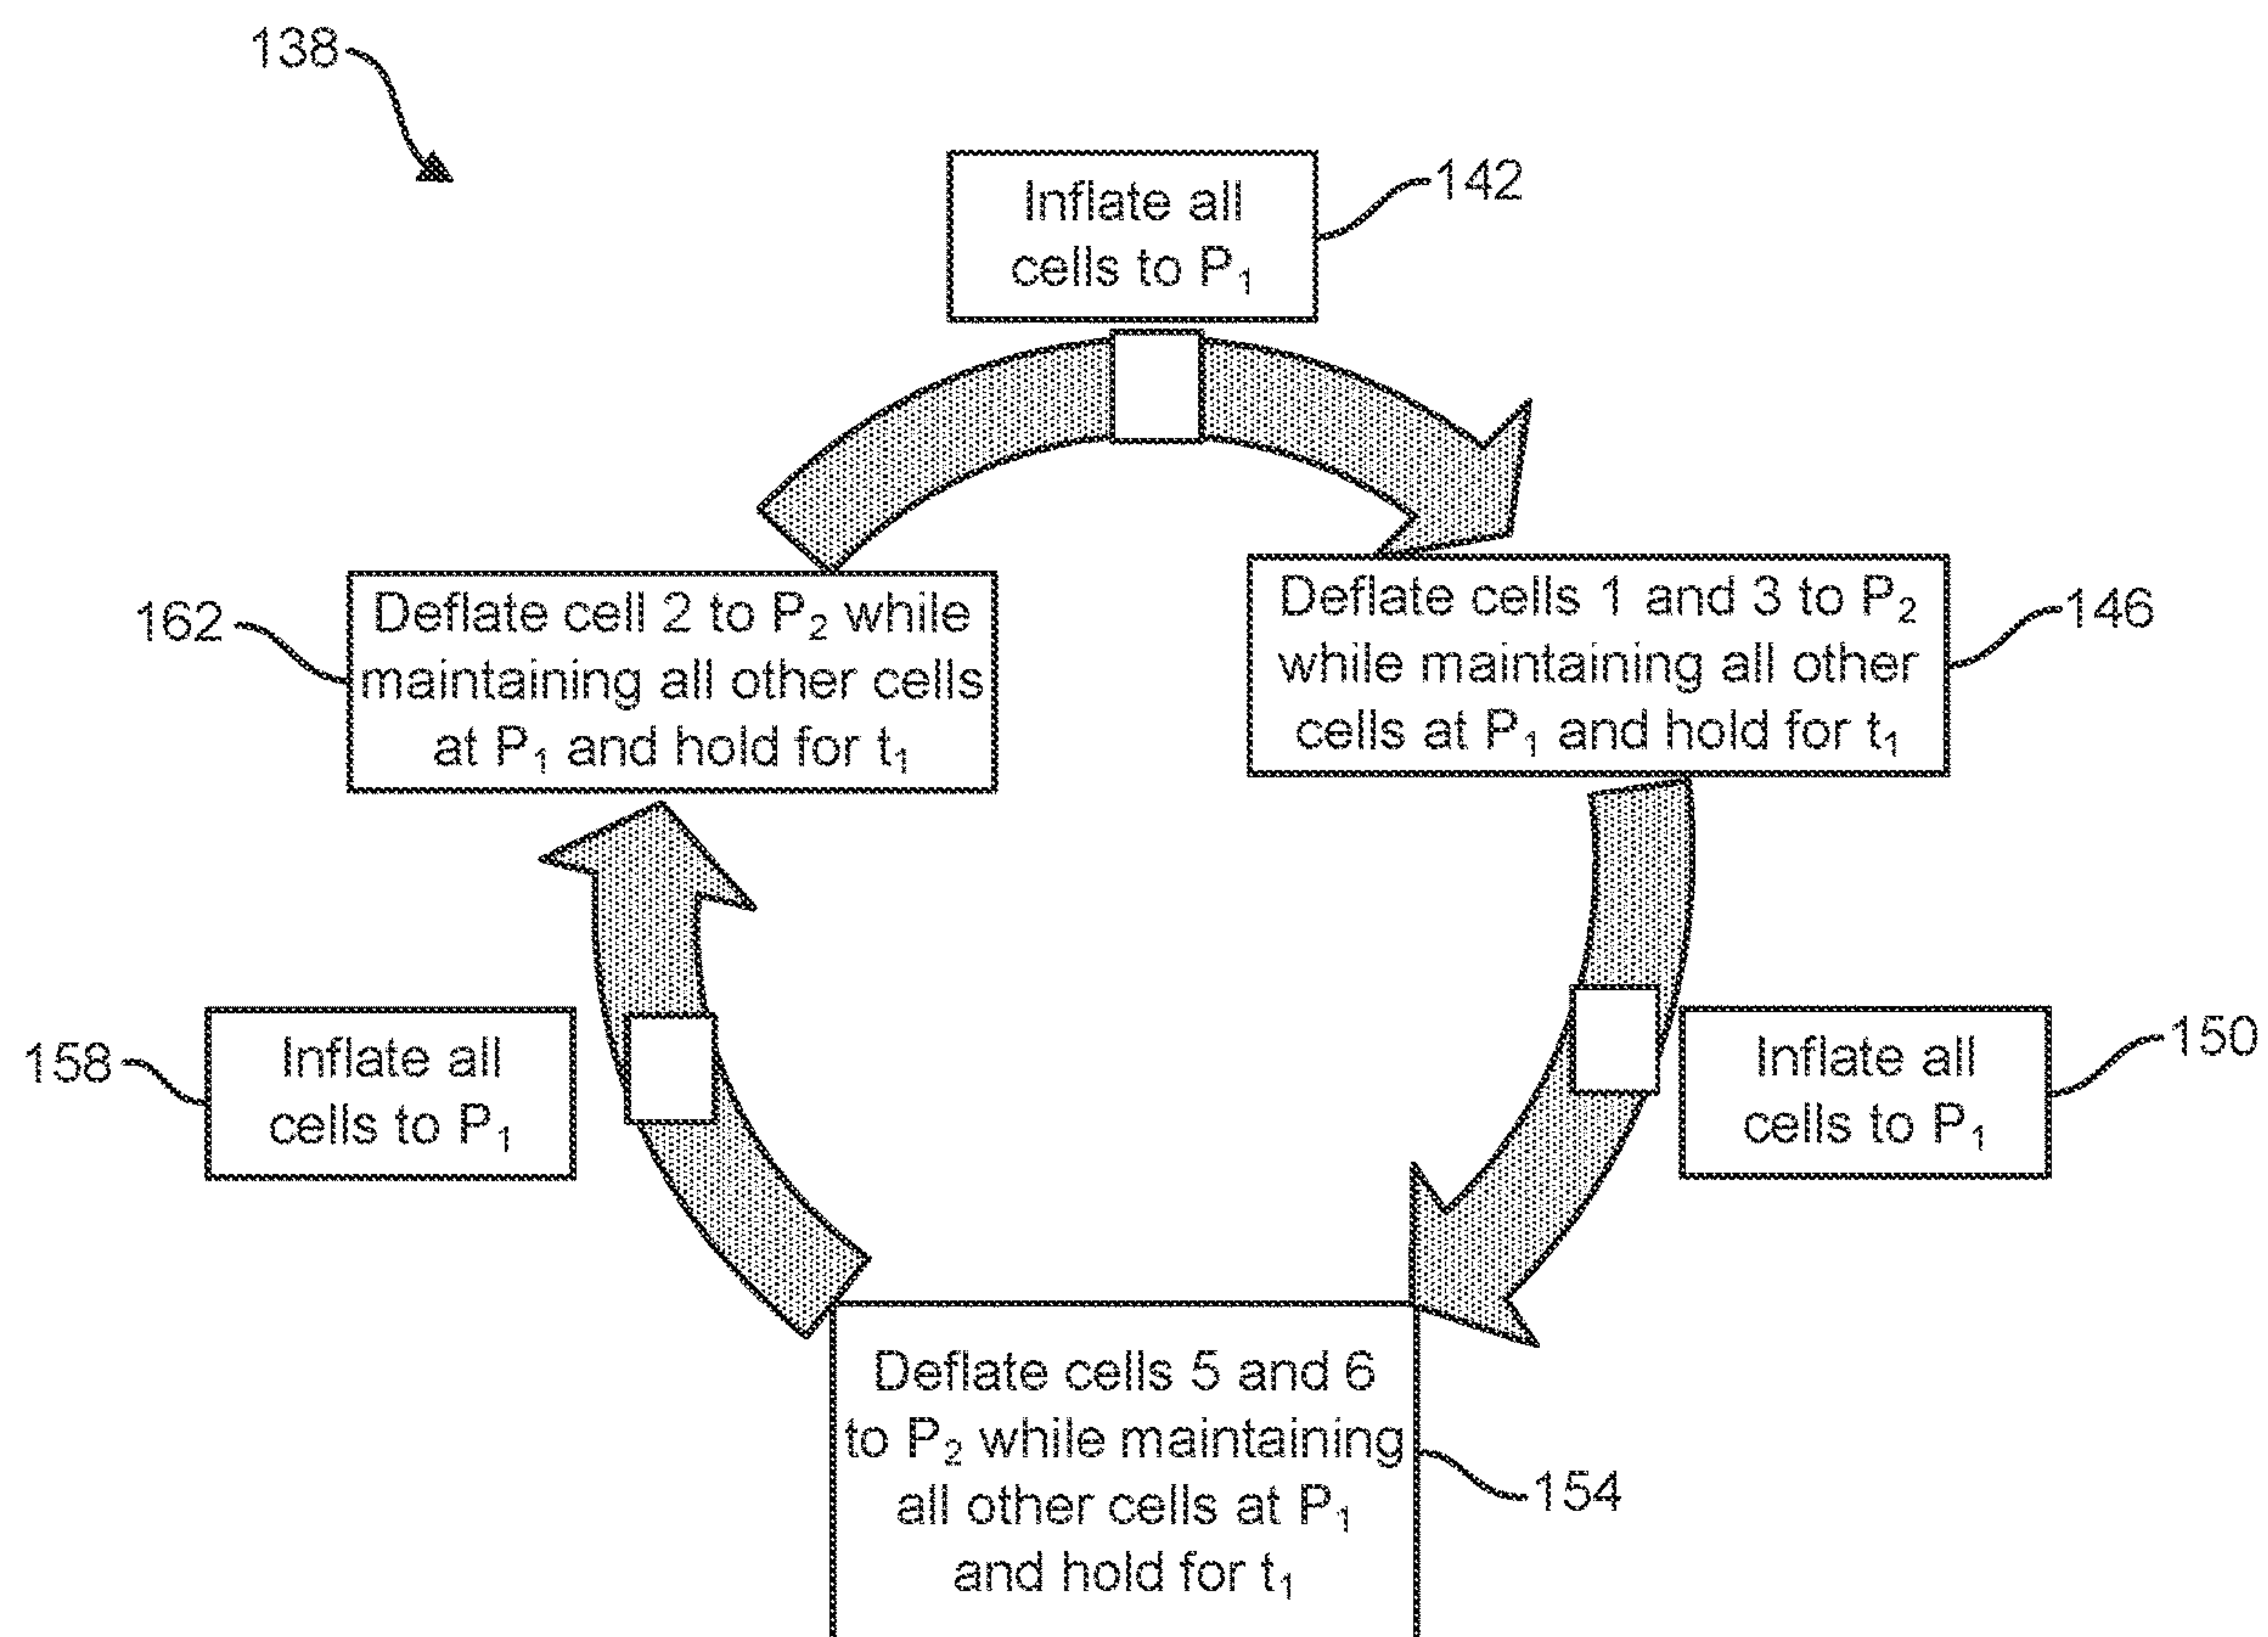 138
Inflate all
cells to P₁
142
Deflate cell 2 to P₂ while
maintaining all other cells
at P₁ and hold for t₁
162
Deflate cells 1 and 3 to P₂
while maintaining all other
cells at P₁ and hold for t₁
146
Inflate all
cells to P₁
158
Inflate all
cells to P₁
150
Deflate cells 5 and 6
to P₂ while maintaining
all other cells at P₁
and hold for t₁
154